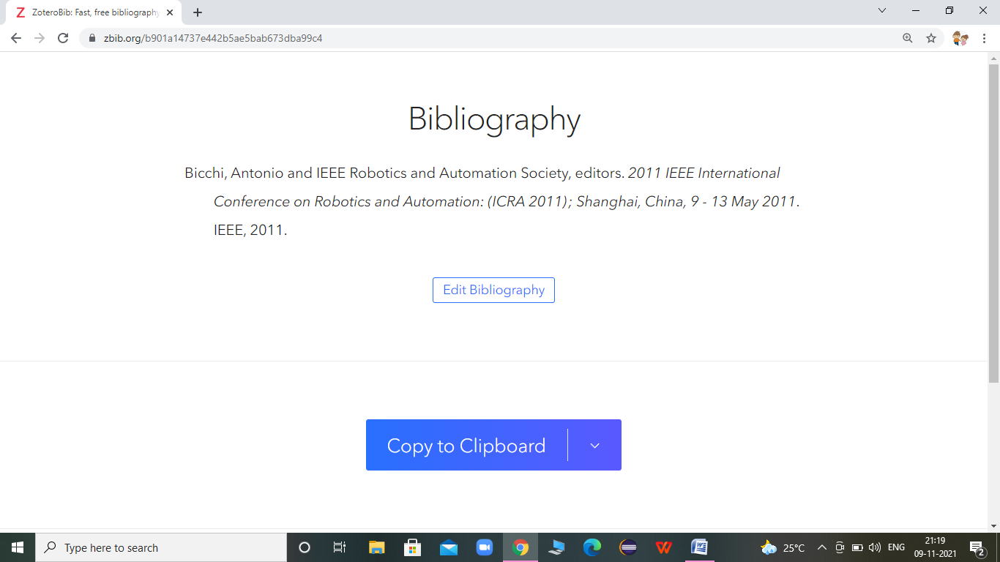 ZoteroBib: Fast, free bibliography
zbib.org/b901a14737e442b5ae5bab673dba99c4
Bibliography
Bicchi, Antonio and IEEE Robotics and Automation Society, editors. 2011 IEEE International
Conference on Robotics and Automation: (ICRA 2011) ; Shanghai, China, 9 - 13 May 2011.
IEEE, 2011.
Edit Bibliography
Copy to Clipboard
Type here to search
25°C
ENG
21:19
09-11-2021
2